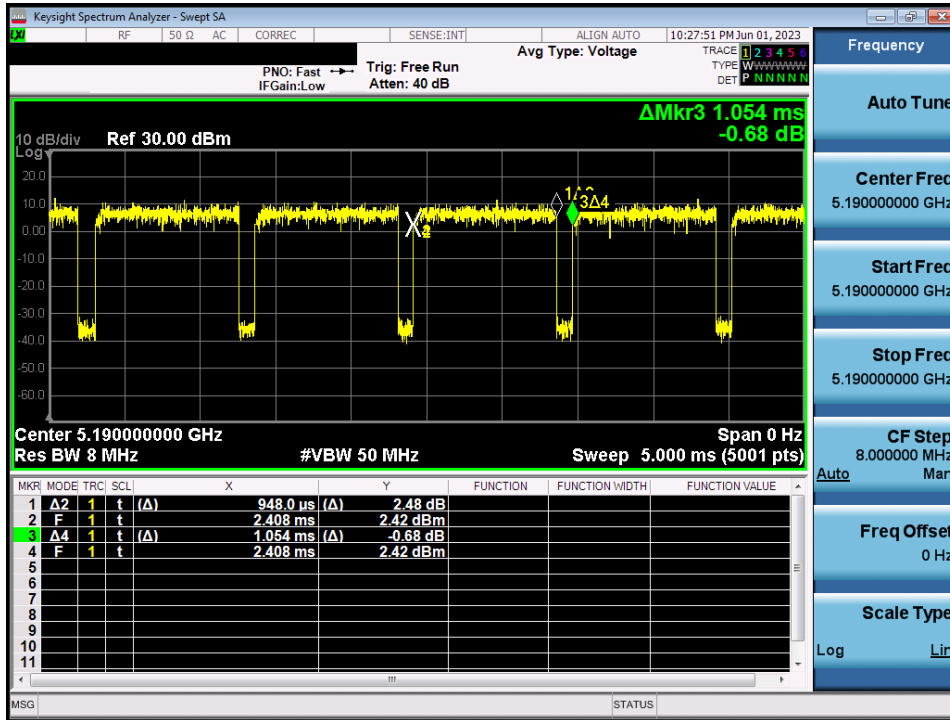 Keysight Spectrum Analyzer - Swept SA
LXI RF 50 Ω AC CORREC SENSE:INT ALIGN AUTO 10:27:51 PM Jun 01, 2023
Avg Type: Voltage
TRACE 1 2 3 4 5 6
TYPE WWWWWW
DET P N N N N N
PNO: Fast
IFGain:Low
Trig: Free Run
Atten: 40 dB
ΔMkr3 1.054 ms
-0.68 dB
10 dB/div Ref 30.00 dBm
Log
20.0
10.0
0.00
-10.0
-20.0
-30.0
-40.0
-50.0
-60.0
3Δ4
Center 5.190000000 GHz Span 0 Hz
Res BW 8 MHz #VBW 50 MHz Sweep 5.000 ms (5001 pts)
MKR MODE TRC SCL X Y FUNCTION FUNCTION WIDTH FUNCTION VALUE
1 Δ2 1 t (Δ) 948.0 µs (Δ) 2.48 dB
2 F 1 t 2.408 ms 2.42 dBm
3 Δ4 1 t (Δ) 1.054 ms (Δ) -0.68 dB
4 F 1 t 2.408 ms 2.42 dBm
5
6
7
8
9
10
11
MSG STATUS
Frequency
Auto Tune
Center Freq
5.190000000 GHz
Start Freq
5.190000000 GHz
Stop Freq
5.190000000 GHz
CF Step
8.000000 MHz
Auto Man
Freq Offset
0 Hz
Scale Type
Log Lin